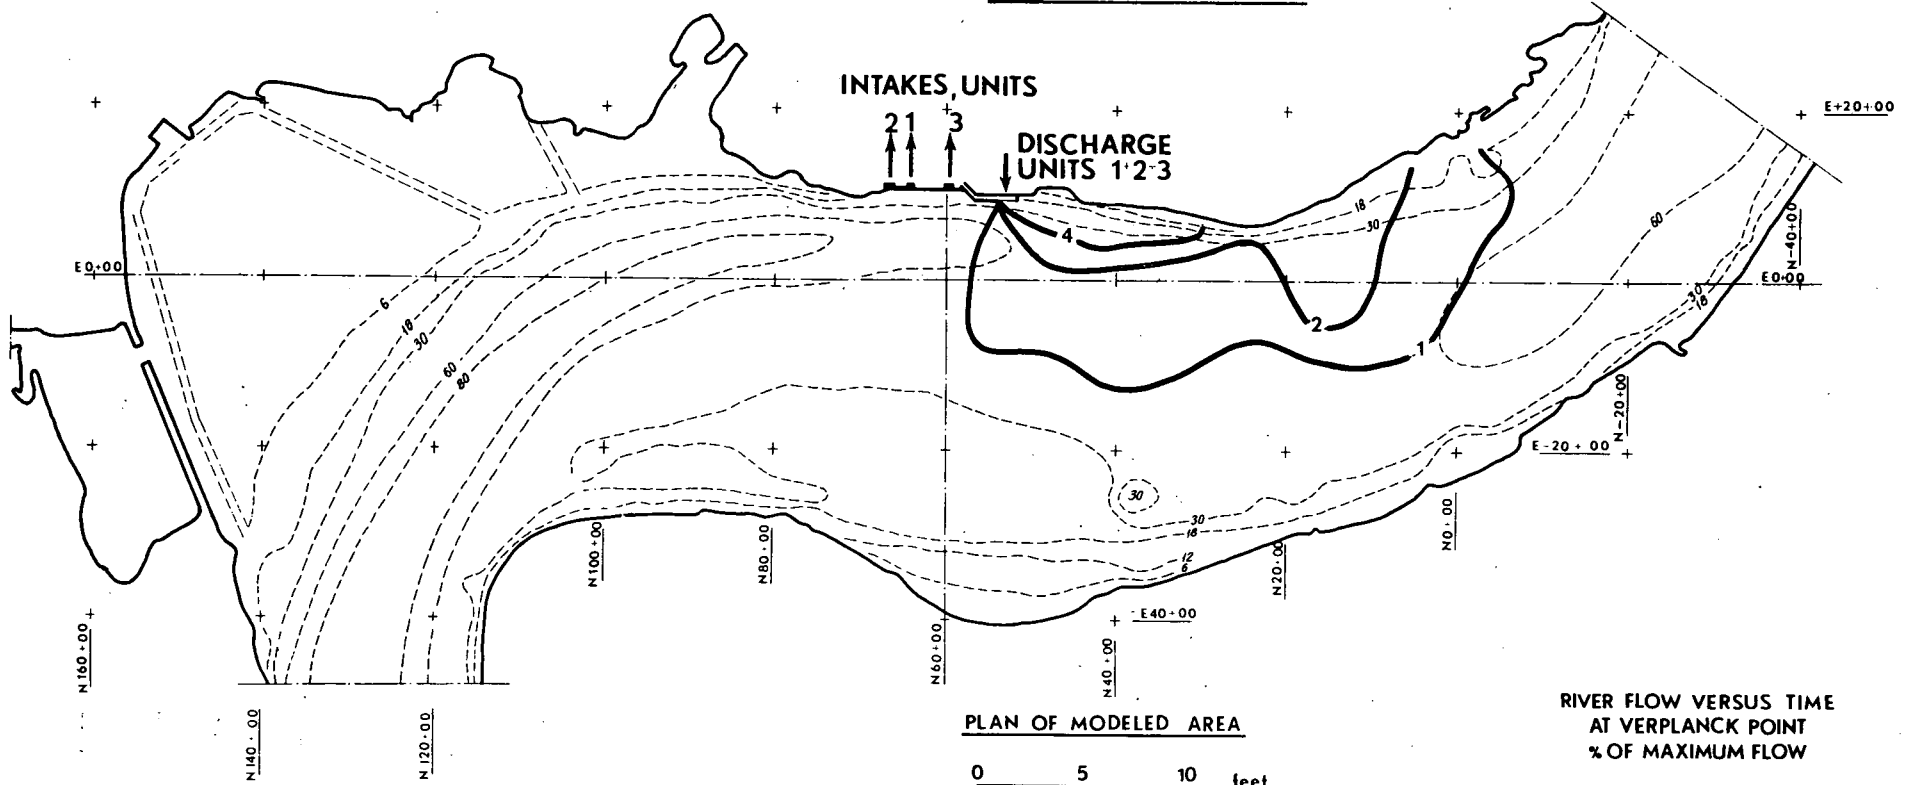 INTAKES, UNITS
2 1 3
DISCHARGE
UNITS 1+2-3
E+20+00
E0+00
E0+00
N-40+00
N-20+00
E-20+00
-E40+00
N0+00
N20+00
N40+00
N60+00
N80+00
N100+00
N120+00
N140+00
N160+00
6
18
30
60
80
4
2
1
18
30
60
30
18
30
30
18
12
6
PLAN OF MODELED AREA
0 5 10 feet
RIVER FLOW VERSUS TIME
AT VERPLANCK POINT
% OF MAXIMUM FLOW